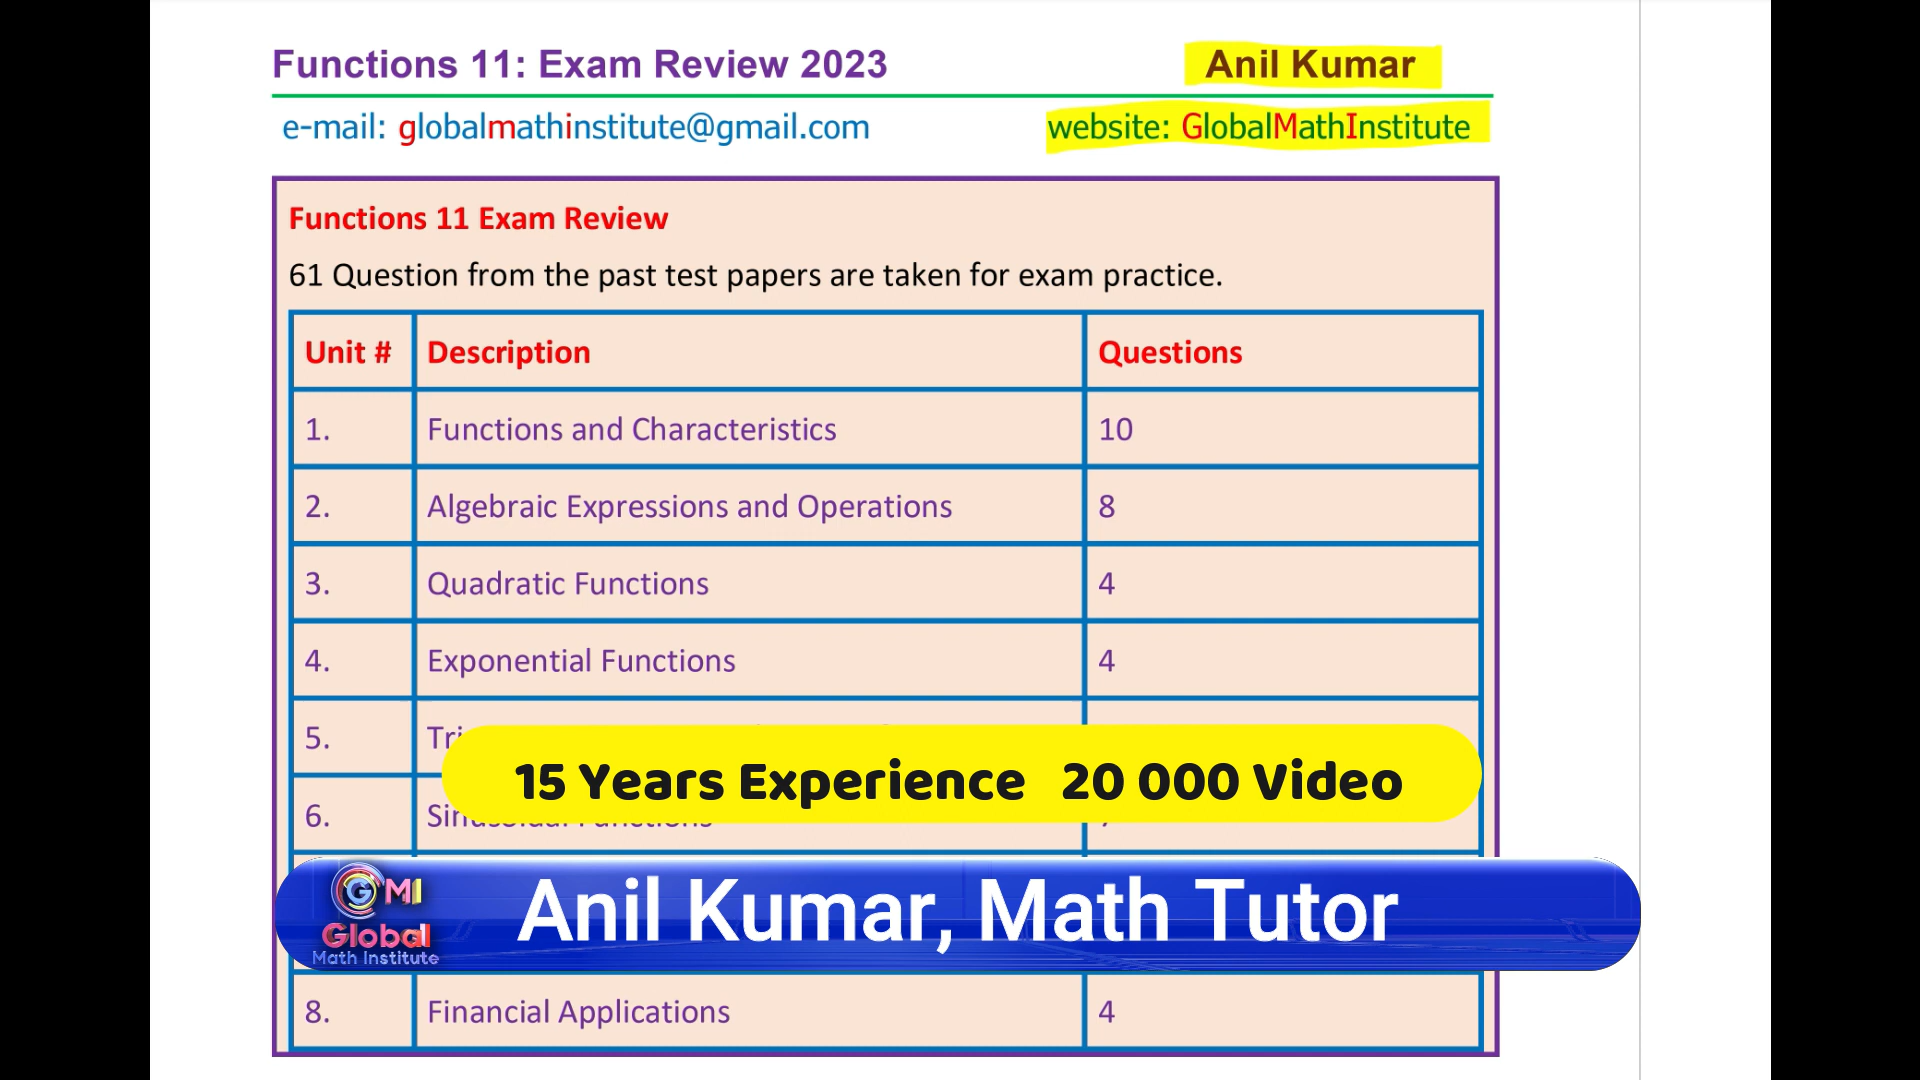 Functions 11: Exam Review 2023 Anil Kumar
e-mail: globalmathinstitute@gmail.com website: GlobalMathInstitute
Functions 11 Exam Review
61 Question from the past test papers are taken for exam practice.
Unit # Description Questions
1. Functions and Characteristics 10
2. Algebraic Expressions and Operations 8
3. Quadratic Functions 4
4. Exponential Functions 4
5.
15 Years Experience 20 000 Video
6. Sinusoidal Functions
GMI
Global
Math Institute
Anil Kumar, Math Tutor
8. Financial Applications 4